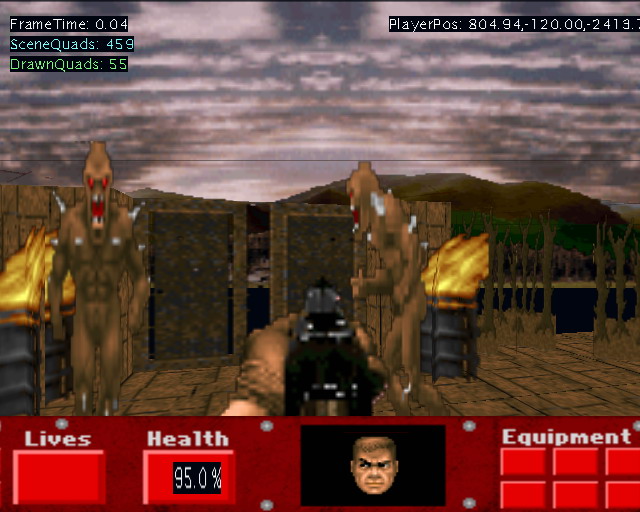 FrameTime: 0.04
PlayerPos: 804.94,-120.00,-2413.7
SceneQuads: 459
DrawnQuads: 55
Lives
Health
Equipment
95.0%